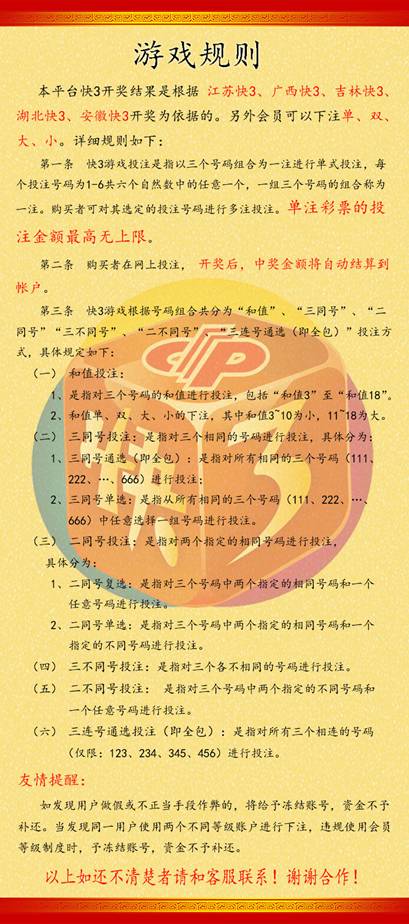 游戏规则
本平台快3开奖结果是根据 江苏快3、广西快3、吉林快3、
湖北快3、安徽快3开奖为依据的。另外会员可以下注单、双、
大、小。详细规则如下：
第一条 快3游戏投注是指以三个号码组合为一注进行单式投注，每
个投注号码为1-6共六个自然数中的任意一个，一组三个号码的组合称为
一注。购买者可对其选定的投注号码进行多注投注。单注彩票的投
注金额最高无上限。
第二条 购买者在网上投注， 开奖后，中奖金额将自动结算到
帐户。
第三条 快3游戏根据号码组合共分为“和值”、“三同号”、“二
同号”“三不同号”、“二不同号”、“三连号通选（即全包）”投注方
式，具体规定如下：
（一） 和值投注：
1、是指对三个号码的和值进行投注，包括“和值3”至“和值18”。
2、和值单、双、大、小的下注，其中和值3~10为小，11~18为大。
（二） 三同号投注：是指对三个相同的号码进行投注，具体分为：
1、三同号通选（即全包）：是指对所有相同的三个号码（111、
222、…、666）进行投注；
2、三同号单选：是指从所有相同的三个号码（111、222、…、
666）中任意选择一组号码进行投注。
（三） 二同号投注：是指对两个指定的相同号码进行投注，
具体分为：
1、二同号复选：是指对三个号码中两个指定的相同号码和一个
任意号码进行投注。
2、二同号单选：是指对三个号码中两个指定的相同号码和一个
指定的不同号码进行投注。
（四） 三不同号投注：是指对三个各不相同的号码进行投注。
（五） 二不同号投注： 是指对三个号码中两个指定的不同号码和
一个任意号码进行投注。
（六） 三连号通选投注（即全包）：是指对所有三个相连的号码
（仅限：123、234、345、456）进行投注。
友情提醒：
如发现用户做假或不正当手段作弊的，将给予冻结账号，资金不予
补还。当发现同一用户使用两个不同等级账户进行下注，违规使用会员
等级制度时，予冻结账号，资金不予补还。
以上如还不清楚者请和客服联系！谢谢合作！